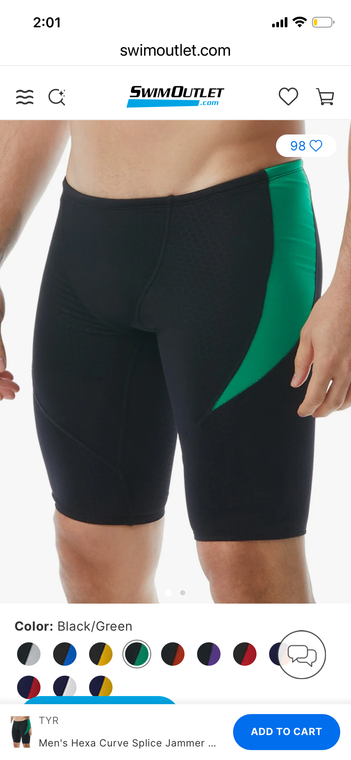 2:01
swimoutlet.com
SWIMOUTLET
.com
98
Color: Black/Green
TYR
Men's Hexa Curve Splice Jammer ...
ADD TO CART